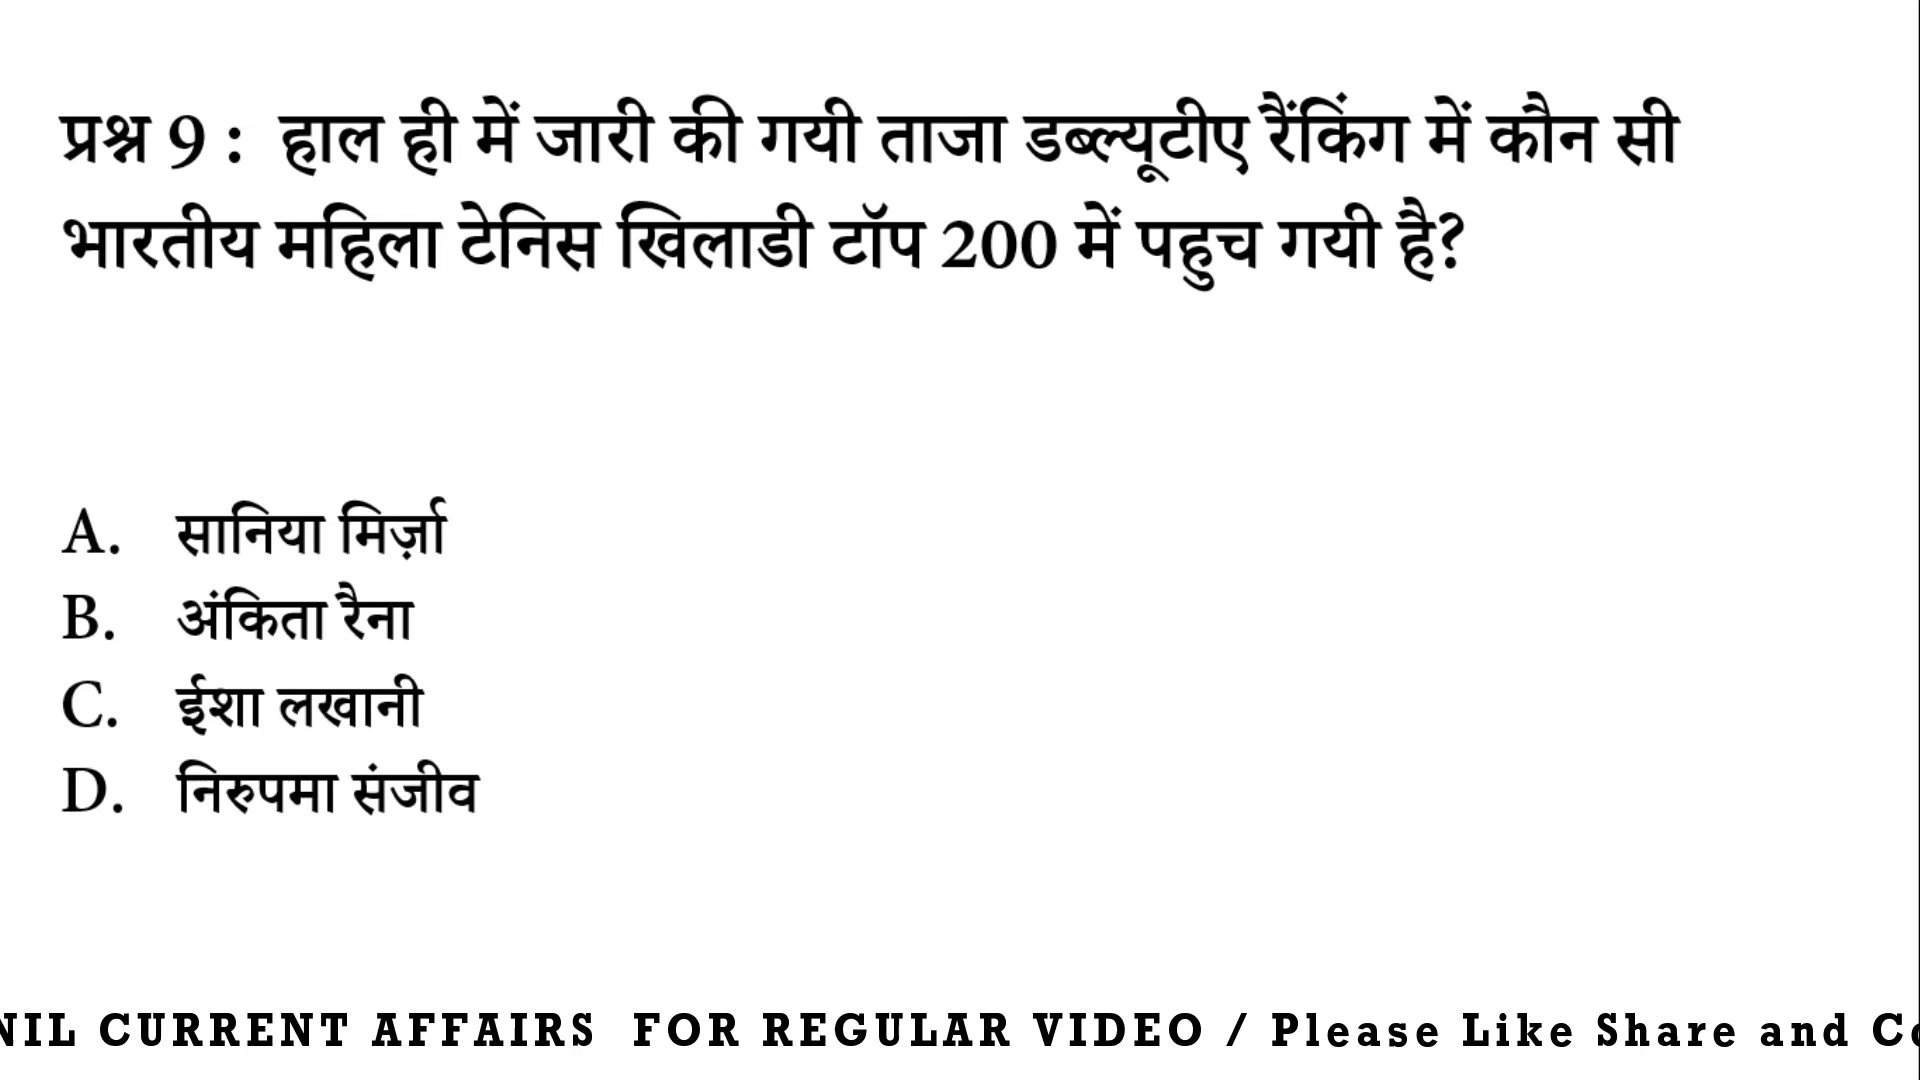 प्रश्न 9 : हाल ही में जारी की गयी ताजा डब्ल्यूटीए रैंकिंग में कौन सी
भारतीय महिला टेनिस खिलाडी टॉप 200 में पहुच गयी है?
A. सानिया मिर्ज़ा
B. अंकिता रैना
C. ईशा लखानी
D. निरुपमा संजीव
NIL CURRENT AFFAIRS FOR REGULAR VIDEO / Please Like Share and